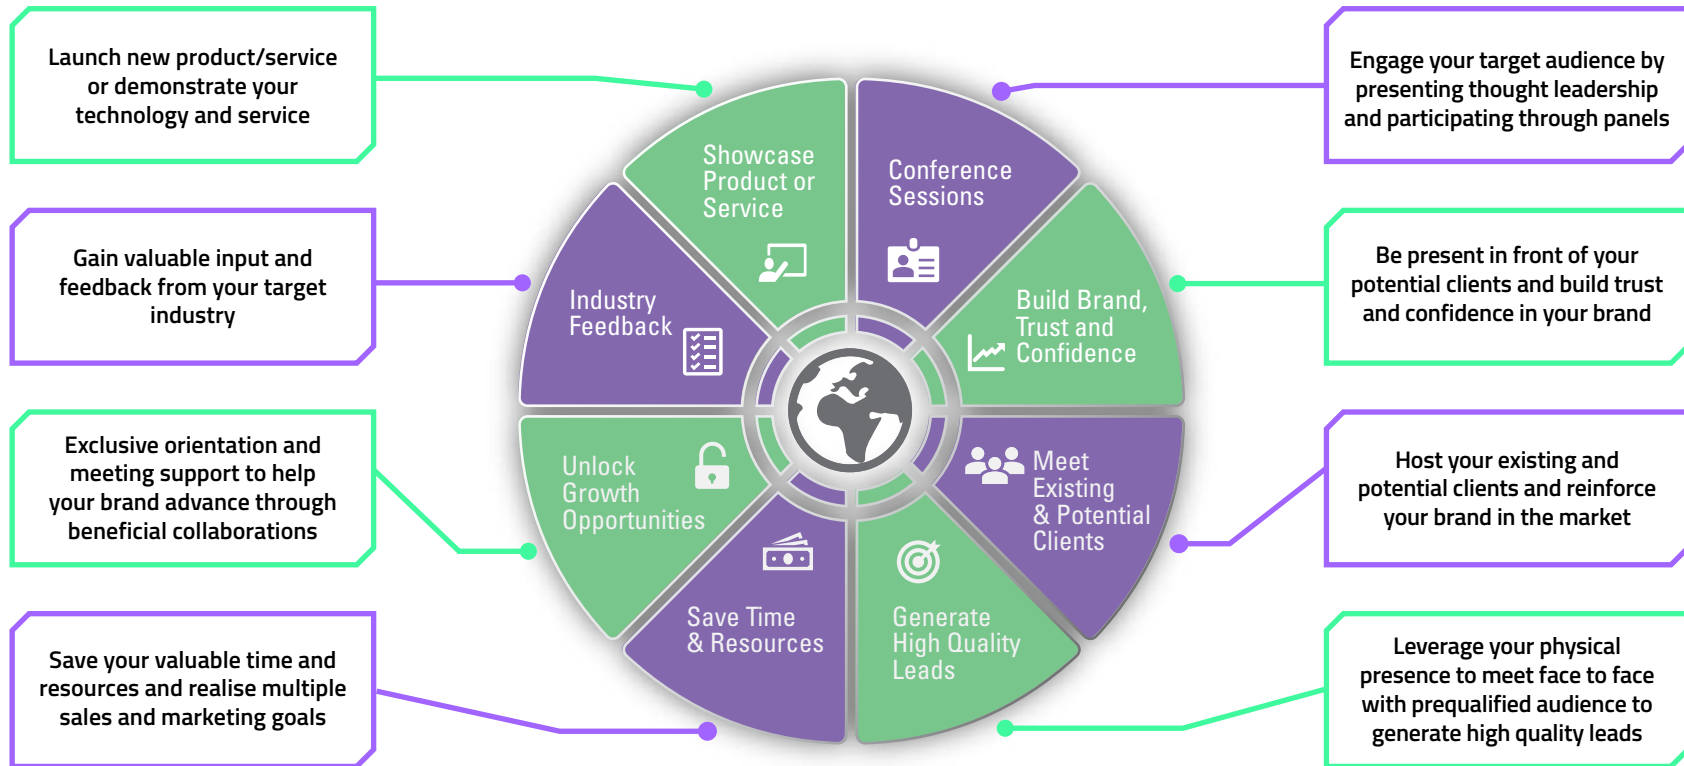 Launch new product/service
or demonstrate your
technology and service
Gain valuable input and
feedback from your target
industry
Exclusive orientation and
meeting support to help
your brand advance through
beneficial collaborations
Save your valuable time and
resources and realise multiple
sales and marketing goals
Showcase
Product or
Service
Conference
Sessions
Industry
Feedback
Build Brand,
Trust and
Confidence
Unlock
Growth
Opportunities
Meet
Existing
& Potential
Clients
Save Time
& Resources
Generate
High Quality
Leads
Engage your target audience by
presenting thought leadership
and participating through panels
Be present in front of your
potential clients and build trust
and confidence in your brand
Host your existing and
potential clients and reinforce
your brand in the market
Leverage your physical
presence to meet face to face
with prequalified audience to
generate high quality leads